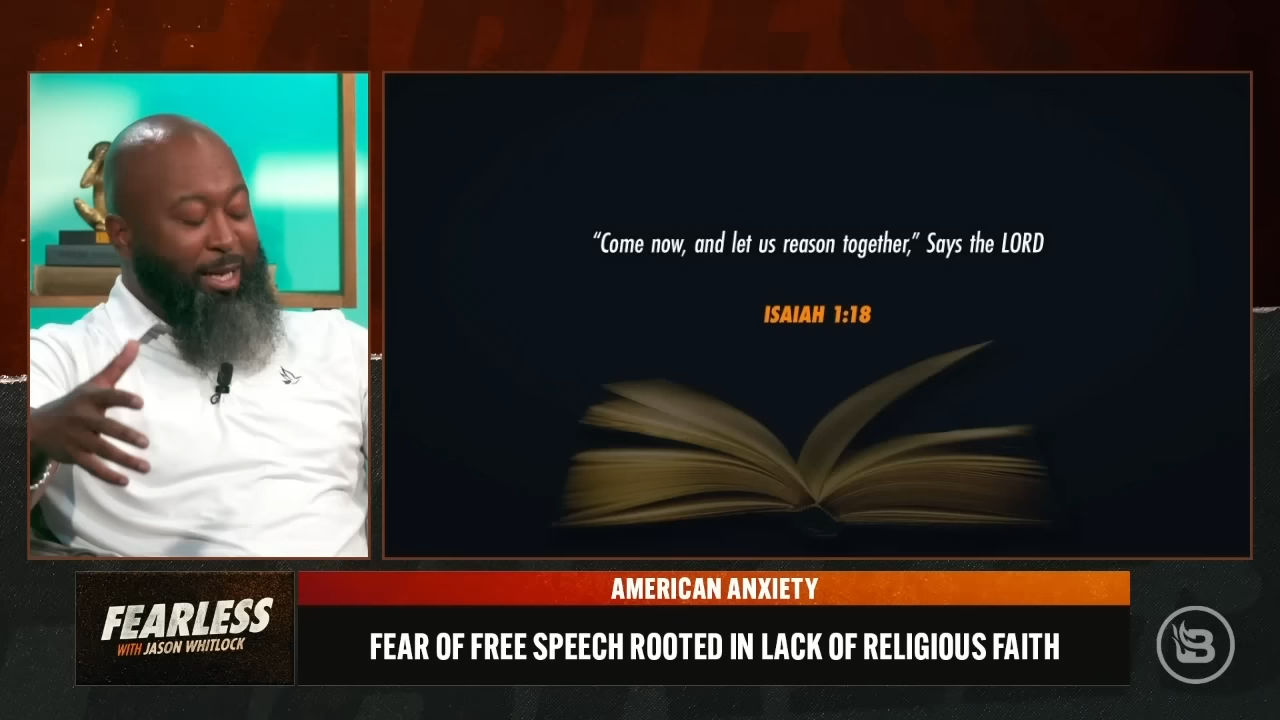 “Come now, and let us reason together,” Says the LORD
ISAIAH 1:18
AMERICAN ANXIETY
FEARLESS
WITH JASON WHITLOCK
FEAR OF FREE SPEECH ROOTED IN LACK OF RELIGIOUS FAITH
B